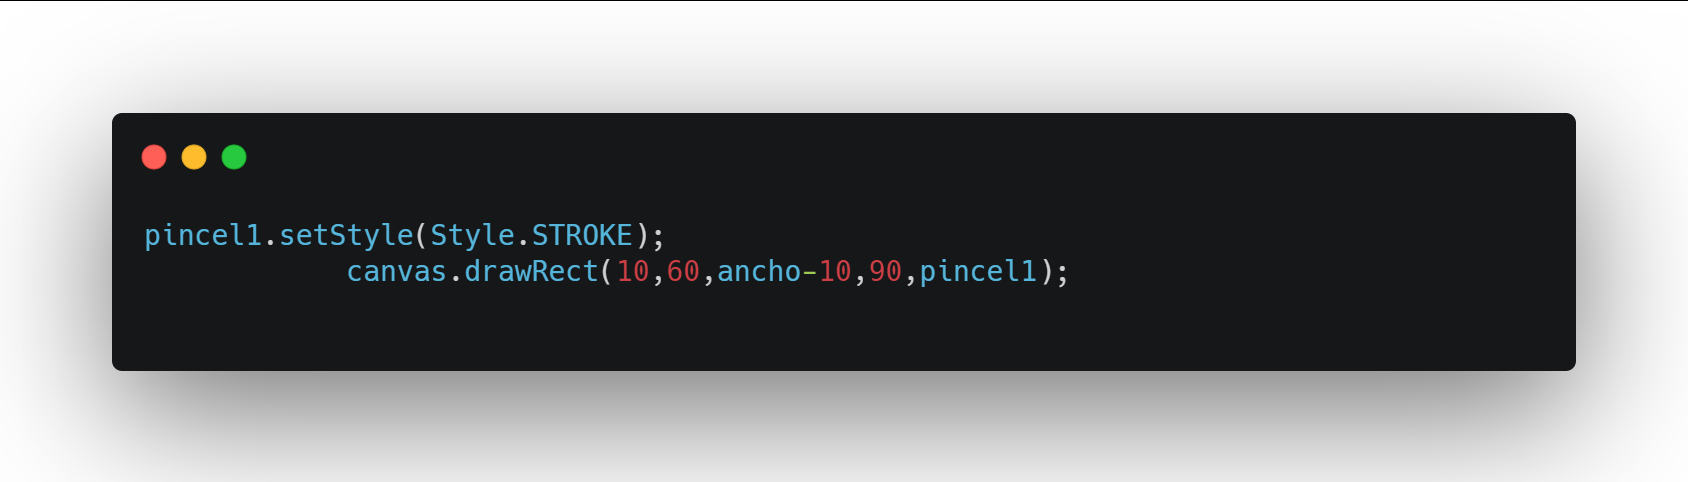 pincel1.setStyle(Style.STROKE);
canvas.drawRect(10,60,ancho-10,90,pincel1);